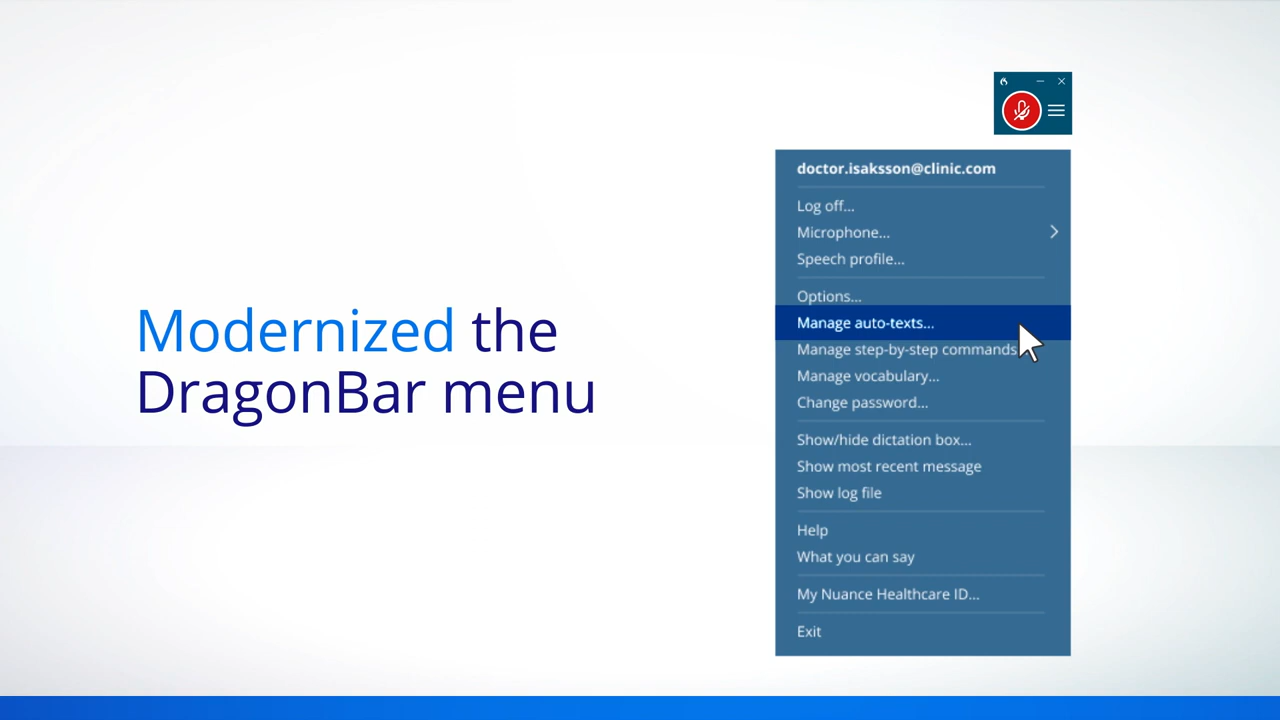 Modernized the
DragonBar menu
doctor.isaksson@clinic.com
Log off...
Microphone...
Speech profile...
Options...
Manage auto-texts...
Manage step-by-step commands
Manage vocabulary...
Change password...
Show/hide dictation box...
Show most recent message
Show log file
Help
What you can say
My Nuance Healthcare ID...
Exit